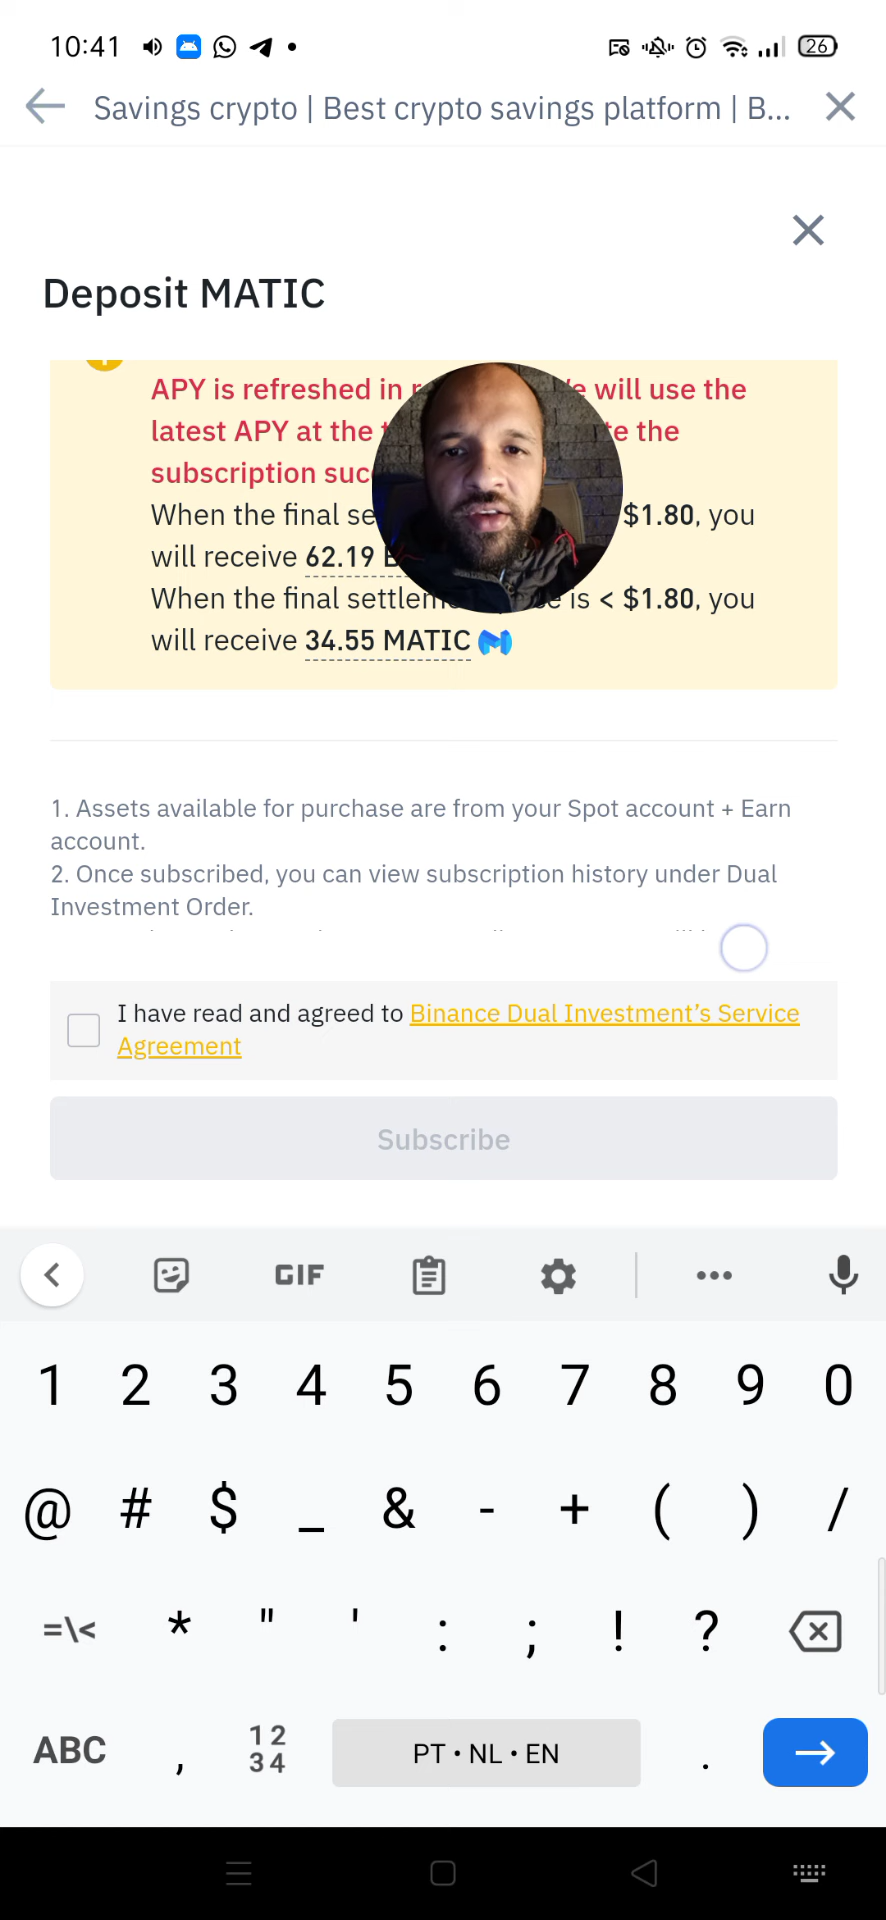 10:41
26
Savings crypto | Best crypto savings platform | B...
Deposit MATIC
APY is refreshed in will use the
latest APY at the the
subscription
When the final $1.80, you
will receive 62.19
When the final is < $1.80, you
will receive 34.55 MATIC
1. Assets available for purchase are from your Spot account + Earn
account.
2. Once subscribed, you can view subscription history under Dual
Investment Order.
I have read and agreed to Binance Dual Investment’s Service
Agreement
Subscribe
GIF
1 2 3 4 5 6 7 8 9 0
@ # $ _ & - + ( ) /
=\< * " ' : ; ! ?
ABC , 1 2 3 4 PT • NL • EN .